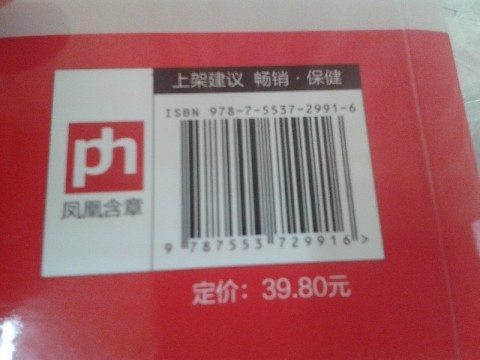 上架建议 畅销·保健
ISBN 978-7-5537-2991-6
ph
凤凰含章
9 787553 729916 >
定价：39.80元